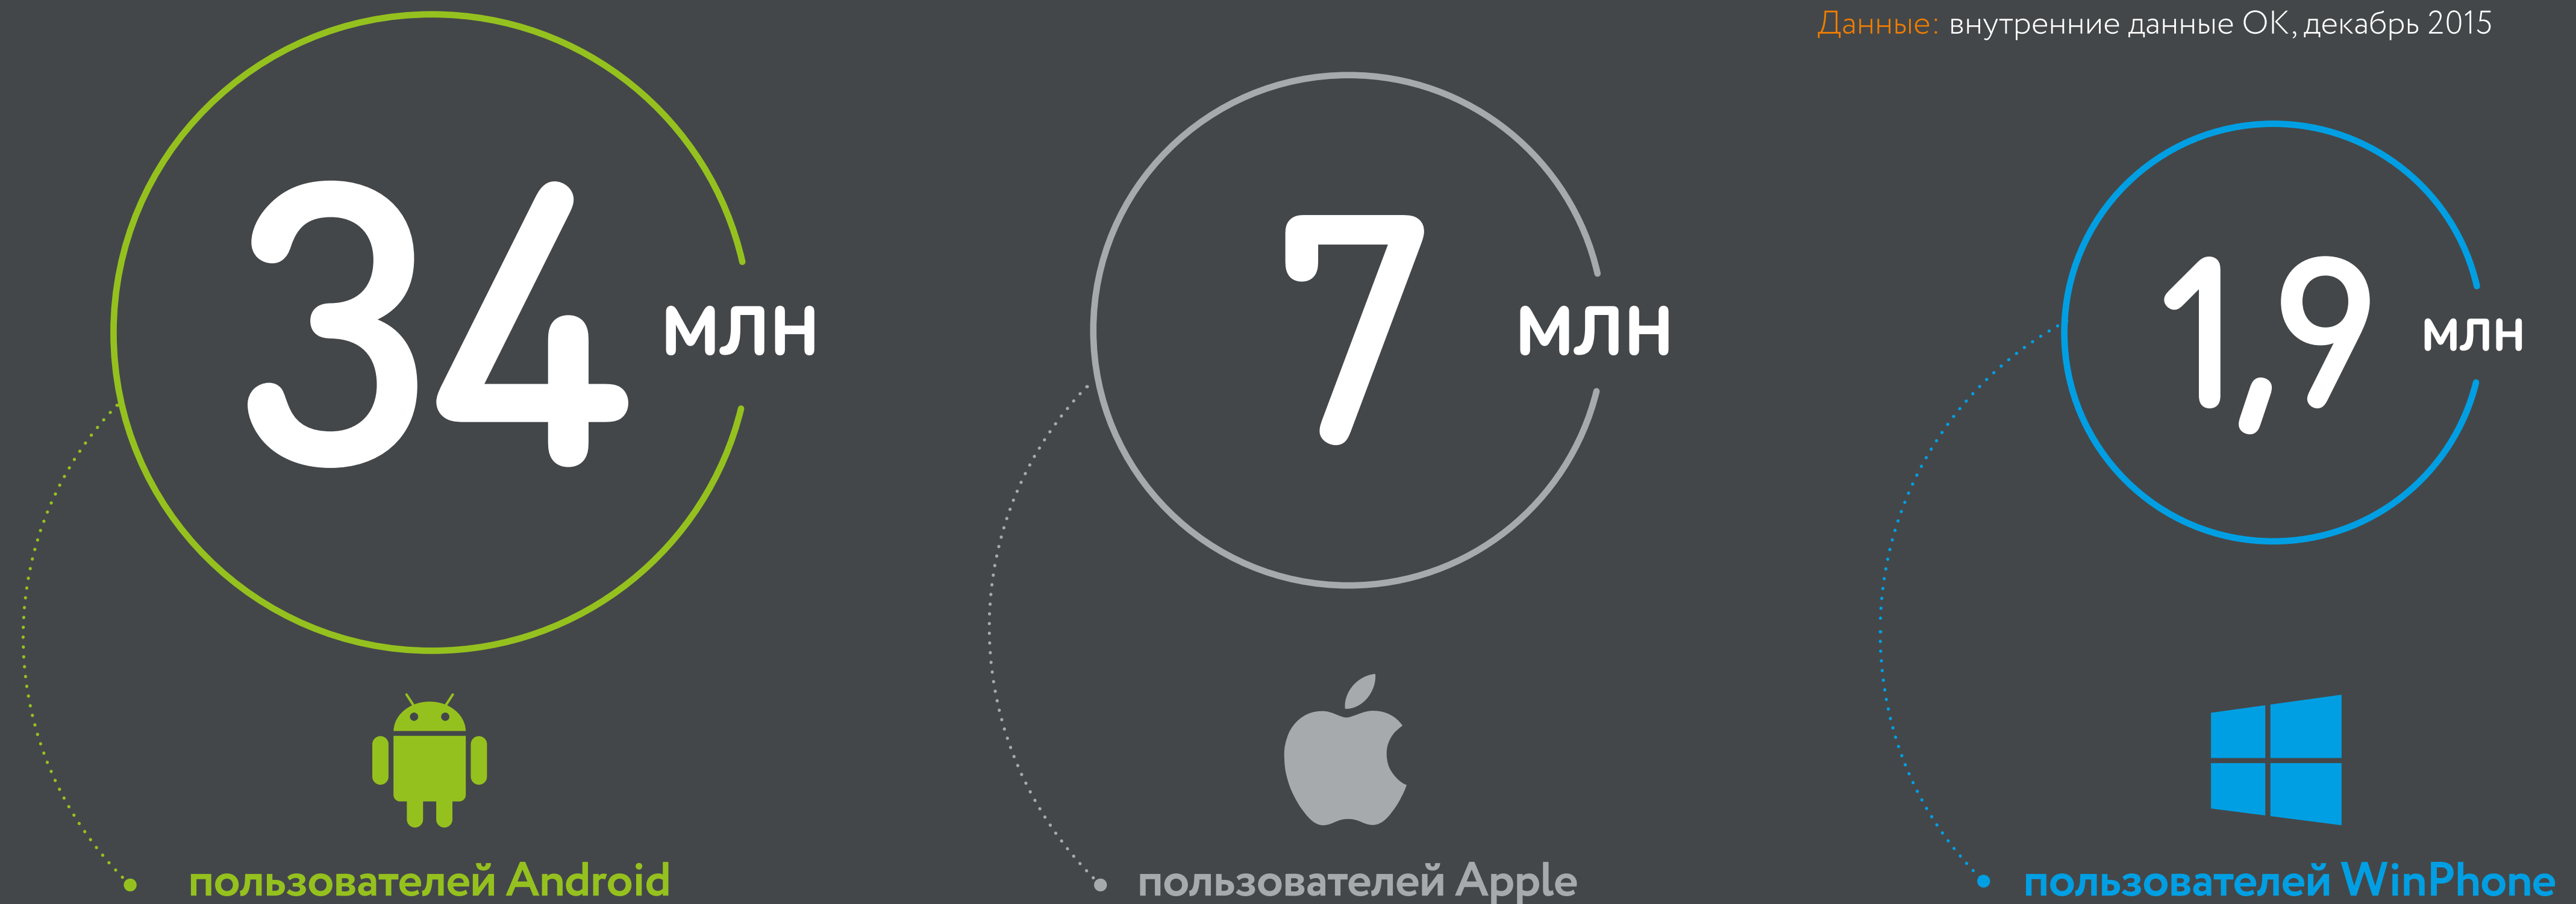 Данные: внутренние данные ОК, декабрь 2015
34 млн
7 млн
1,9 млн
пользователей Android
пользователей Apple
пользователей WinPhone